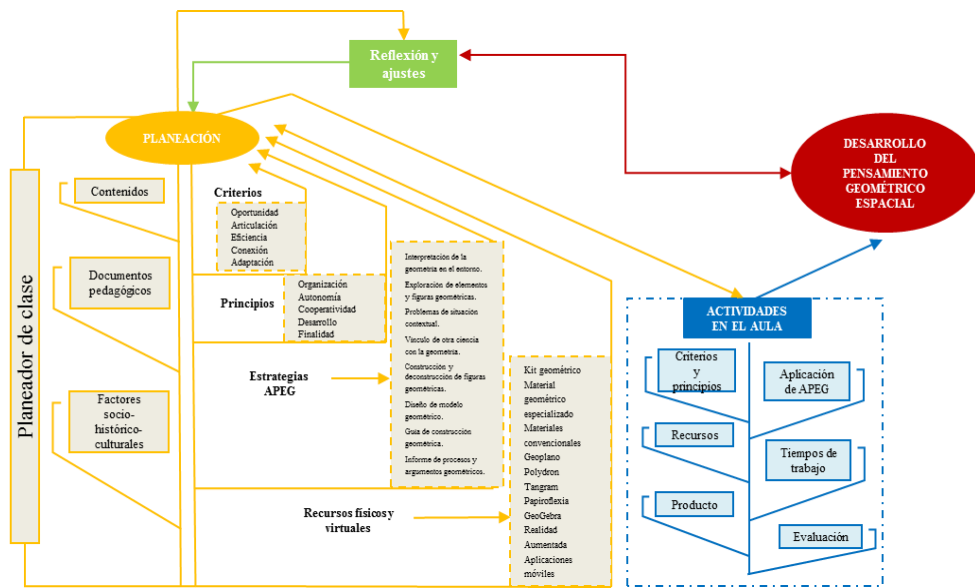 Reflexión y
ajustes
PLANEACIÓN
DESARROLLO
DEL
PENSAMIENTO
GEOMÉTRICO
ESPACIAL
Planeador de clase
Contenidos
Documentos
pedagógicos
Factores
socio-
histórico-
culturales
Criterios
Oportunidad
Articulación
Eficiencia
Conexión
Adaptación
Principios
Organización
Autonomía
Cooperatividad
Desarrollo
Finalidad
Estrategias
APEG
Interpretación de la
geometría en el entorno.
Exploración de elementos
y figuras geométricas.
Problemas de situación
contextual.
Vinculo de otra ciencia
con la geometría.
Construcción y
deconstrucción de figuras
geométricas.
Diseño de modelo
geométrico.
Guía de construcción
geométrica.
Informe de procesos y
argumentos geométricos.
Recursos físicos y
virtuales
Kit geométrico
Material
geométrico
especializado
Materiales
convencionales
Geoplano
Polydron
Tangram
Papiroflexia
GeoGebra
Realidad
Aumentada
Aplicaciones
móviles
ACTIVIDADES
EN EL AULA
Criterios
y
principios
Aplicación
de APEG
Recursos
Tiempos de
trabajo
Producto
Evaluación